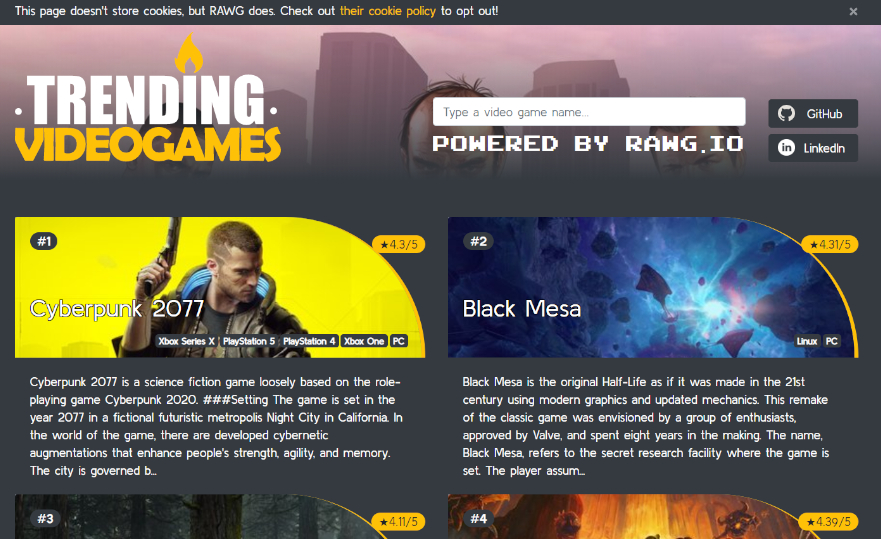 This page doesn't store cookies, but RAWG does. Check out their cookie policy to opt out!
×
TRENDING
VIDEOGAMES
Type a video game name...
POWERED BY RAWG.IO
GitHub
in LinkedIn
#1
★4.3/5
Cyberpunk 2077
Xbox Series X PlayStation 5 PlayStation 4 Xbox One PC
Cyberpunk 2077 is a science fiction game loosely based on the role-
playing game Cyberpunk 2020. ###Setting The game is set in the
year 2077 in a fictional futuristic metropolis Night City in California. In
the world of the game, there are developed cybernetic
augmentations that enhance people's strength, agility, and memory.
The city is governed b...
#2
★4.31/5
Black Mesa
Linux PC
Black Mesa is the original Half-Life as if it was made in the 21st
century using modern graphics and updated mechanics. This remake
of the classic game was envisioned by a group of enthusiasts,
approved by Valve, and spent eight years in the making. The name,
Black Mesa, refers to the secret research facility where the game is
set. The player assum...
#3
★4.11/5
#4
★4.39/5